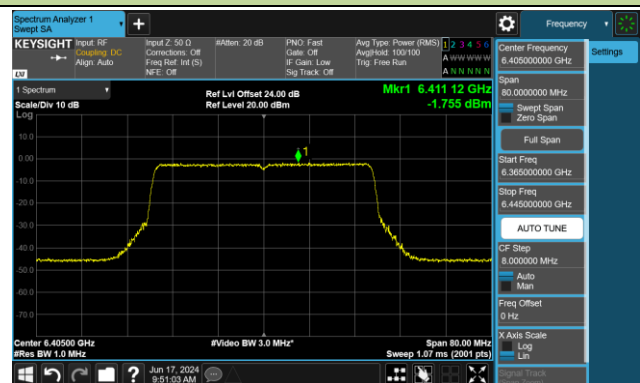 Spectrum Analyzer 1
Swept SA
Frequency
KEYSIGHT
Input: RF
Coupling: DC
Align: Auto
Input Z: 50 Ω
Corrections: Off
Freq Ref: Int (S)
NFE: Off
#Atten: 20 dB
PNO: Fast
Gate: Off
IF Gain: Low
Sig Track: Off
Avg Type: Power (RMS)
Avg|Hold: 100/100
Trig: Free Run
1 2 3 4 5 6
A W W W W W
A N N N N N
LXI
1 Spectrum
Scale/Div 10 dB
Log
Ref Lvl Offset 24.00 dB
Ref Level 20.00 dBm
Mkr1 6.411 12 GHz
-1.755 dBm
10.0
0.00
-10.0
-20.0
-30.0
-40.0
-50.0
-60.0
-70.0
1
Center 6.40500 GHz
#Res BW 1.0 MHz
#Video BW 3.0 MHz*
Span 80.00 MHz
Sweep 1.07 ms (2001 pts)
Jun 17, 2024
9:51:03 AM
Center Frequency
6.405000000 GHz
Settings
Span
80.0000000 MHz
Swept Span
Zero Span
Full Span
Start Freq
6.365000000 GHz
Stop Freq
6.445000000 GHz
AUTO TUNE
CF Step
8.000000 MHz
Auto
Man
Freq Offset
0 Hz
X Axis Scale
Log
Lin
Signal Track